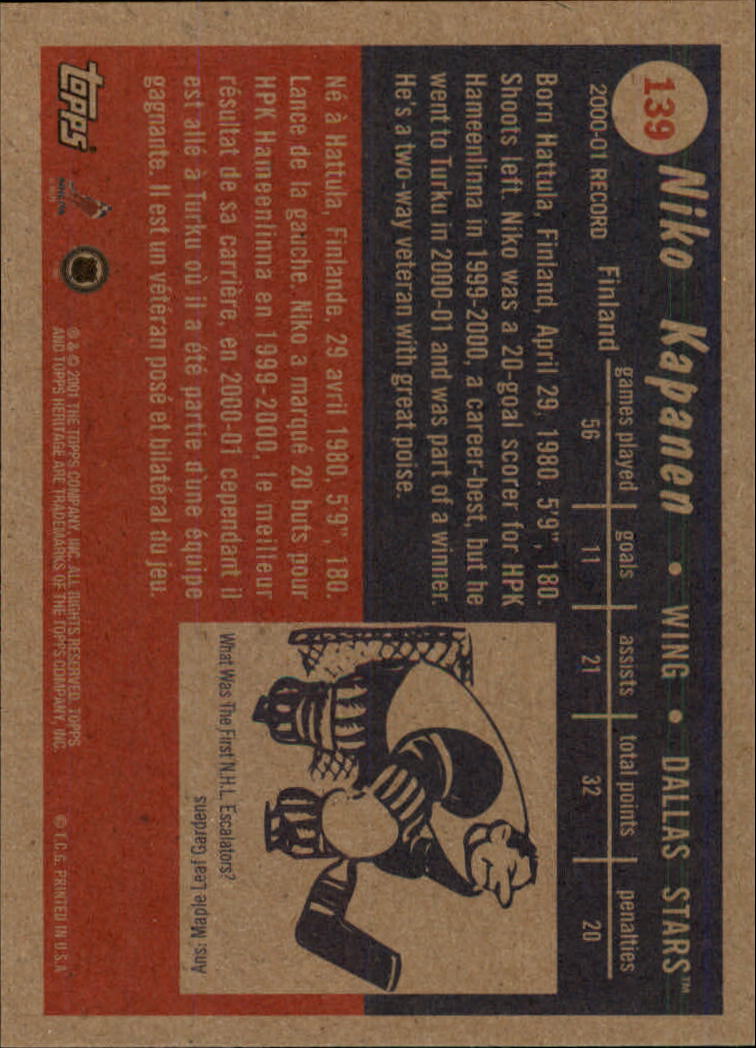 139
Niko Kapanen • WING • DALLAS STARS™
2000-01 RECORD
games played goals assists total points penalties
Finland 56 11 21 32 20
Born Hattula, Finland, April 29, 1980. 5'9", 180.
Shoots left. Niko was a 20-goal scorer for HPK
Hameenlinna in 1999-2000, a career-best, but he
went to Turku in 2000-01 and was part of a winner.
He's a two-way veteran with great poise.
Né à Hattula, Finlande, 29 avril 1980, 5'9", 180.
Lance de la gauche. Niko a marqué 20 buts pour
HPK Hameenlinna en 1999-2000, le meilleur
résultat de sa carrière, en 2000-01 cependant il
est allé à Turku où il a été partie d'une équipe
gagnante. Il est un vétéran posé et bilatéral du jeu.
What Was The First N.H.L. Escalators?
Ans: Maple Leaf Gardens
topps
® & © 2001 THE TOPPS COMPANY, INC. ALL RIGHTS RESERVED. TOPPS
AND TOPPS HERITAGE ARE TRADEMARKS OF THE TOPPS COMPANY, INC.
© T.C.G. PRINTED IN U.S.A